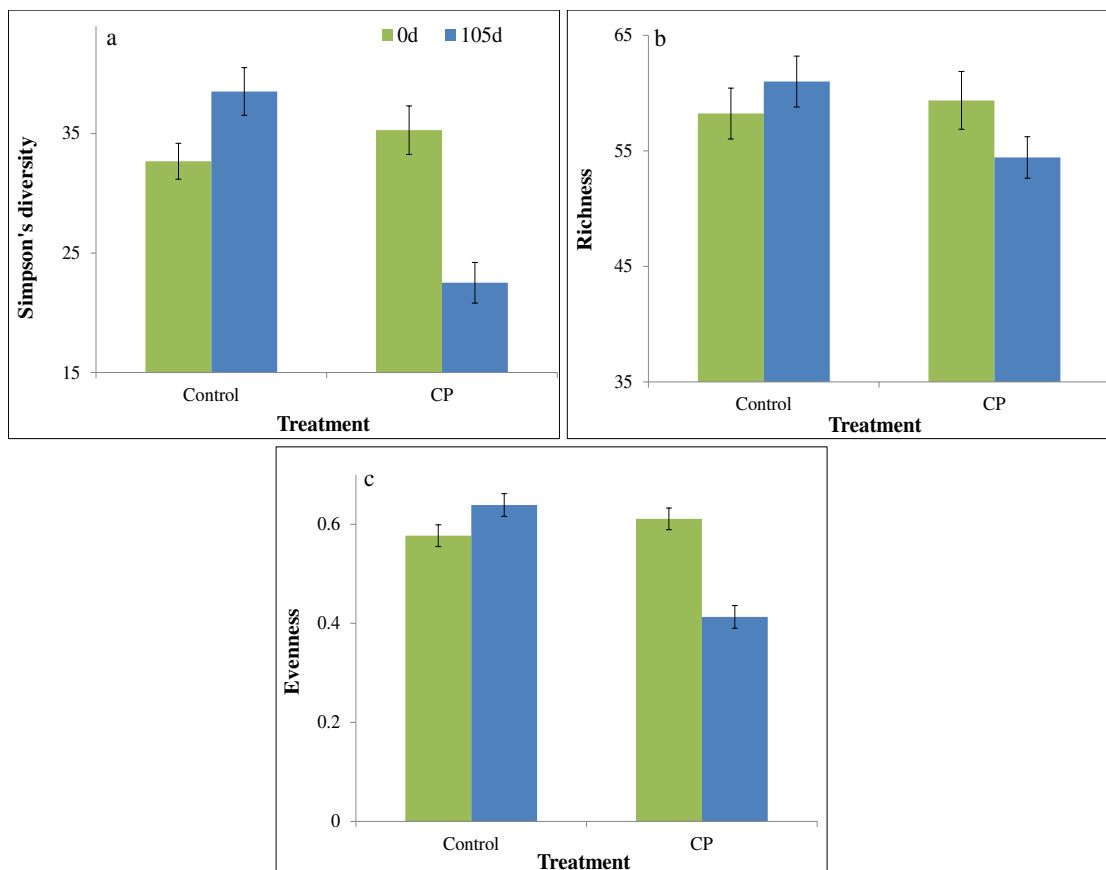 a
0d 105d
35
25
15
Simpson's diversity
Control CP
Treatment
b
65
55
45
35
Richness
Control CP
Treatment
c
0.6
0.4
0.2
0
Evenness
Control CP
Treatment